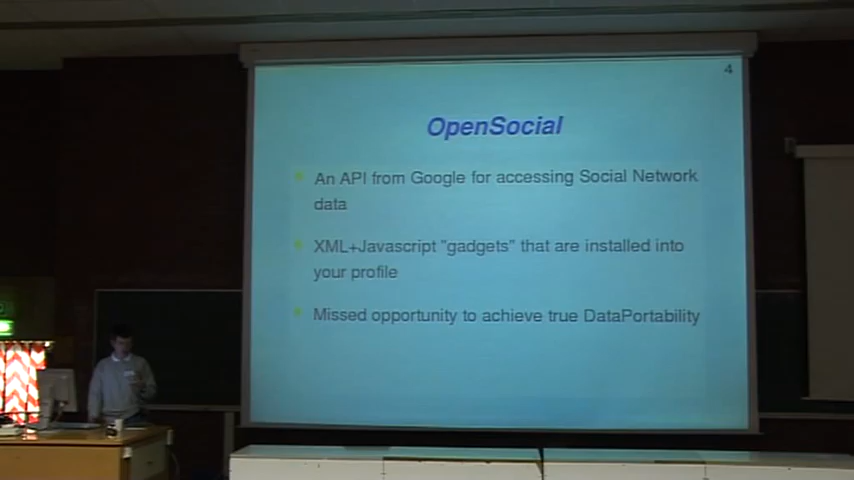 4
OpenSocial
An API from Google for accessing Social Network
data
XML+Javascript "gadgets" that are installed into
your profile
Missed opportunity to achieve true DataPortability